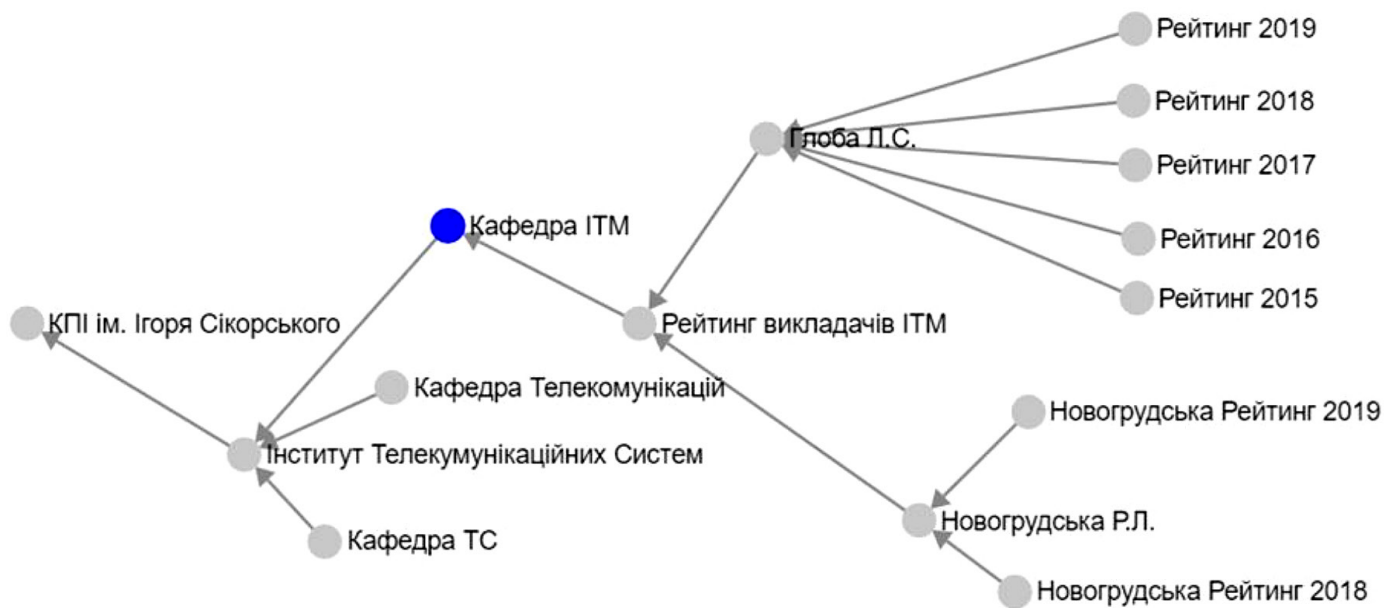 Рейтинг 2019
Рейтинг 2018
Глоба Л.С.
Рейтинг 2017
Кафедра ІТМ
Рейтинг 2016
Рейтинг 2015
КПІ ім. Ігоря Сікорського
Рейтинг викладачів ІТМ
Кафедра Телекомунікацій
Новогрудська Рейтинг 2019
Інститут Телекумунікаційних Систем
Новогрудська Р.Л.
Кафедра ТС
Новогрудська Рейтинг 2018